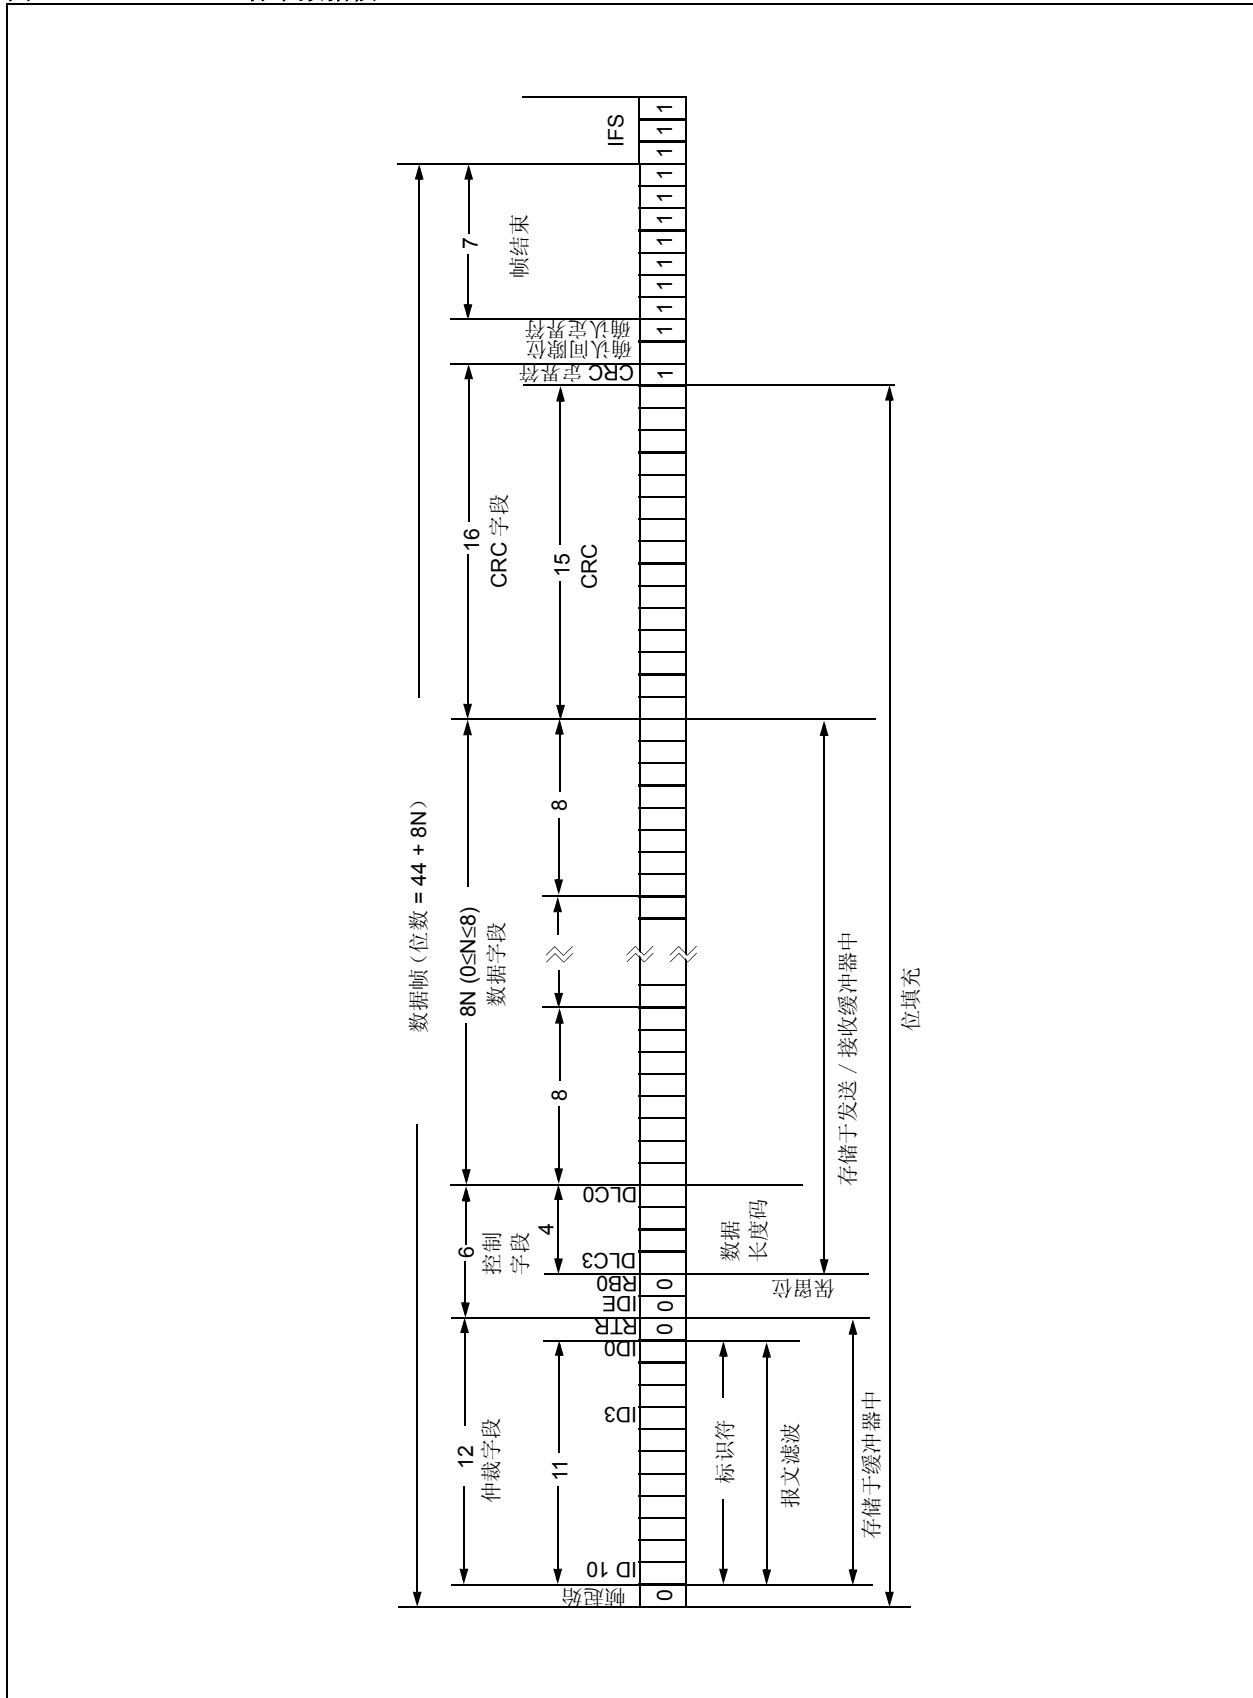 数据帧（位数 = 44 + 8N）
12
仲裁字段
6
控制
字段
8N (0≤N≤8)
数据字段
16
CRC 字段
7
帧结束
IFS
11
4
8
8
15
CRC
帧起始
ID 10
ID3
ID0
RTR
IDE
RB0
DLC3
DLC0
CRC 定界符
确认间隙位
确认定界符
0
0
0
0
1
1
1
1
1
1
1
1
1
1
1
1
标识符
报文滤波
存储于缓冲器中
保留位
数据
长度码
存储于发送 / 接收缓冲器中
位填充